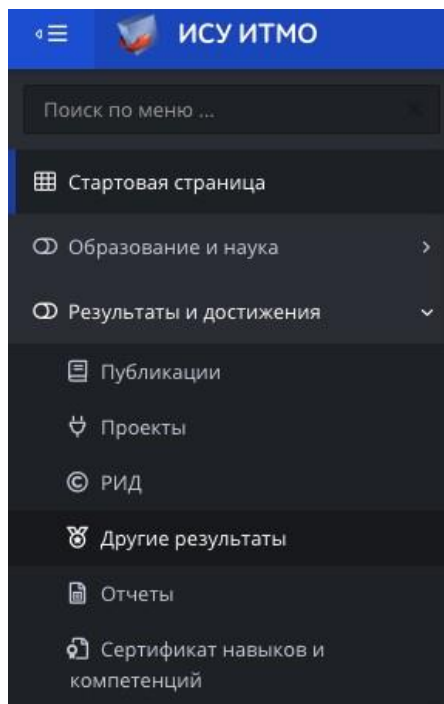 ИСУ ИТМО
Поиск по меню ...
Стартовая страница
Образование и наука
Результаты и достижения
Публикации
Проекты
РИД
Другие результаты
Отчеты
Сертификат навыков и
компетенций